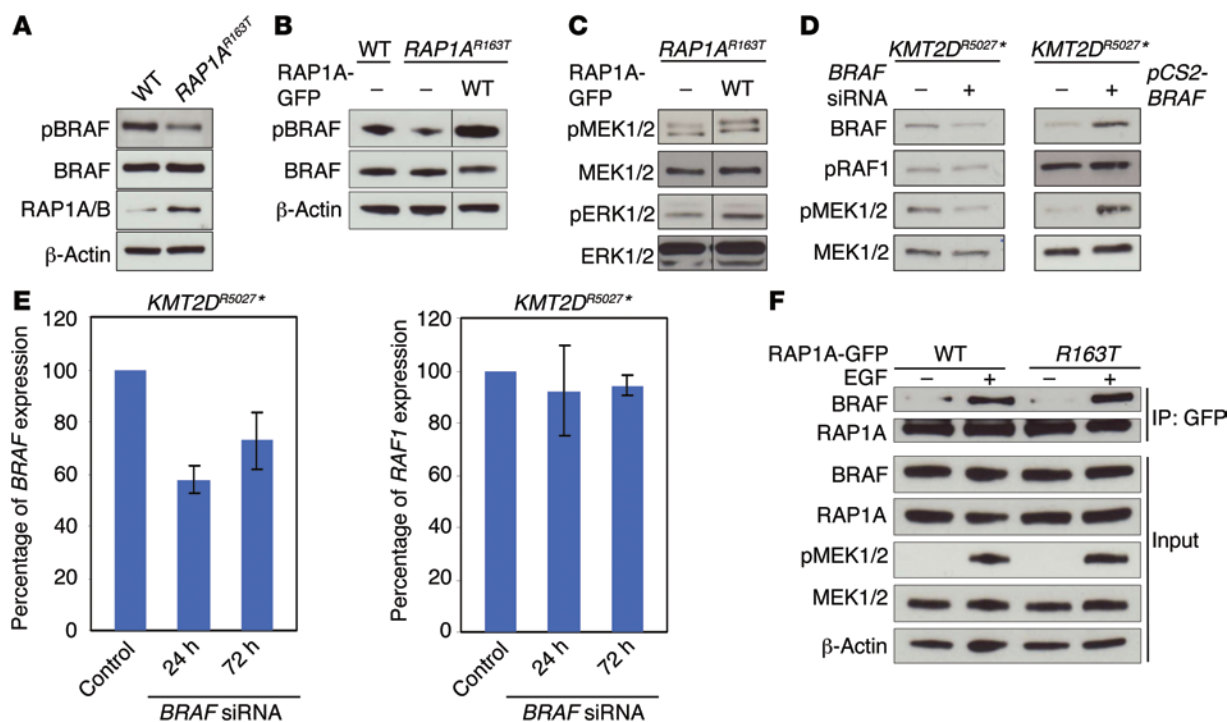 A
WT
RAP1A^R163T
pBRAF
BRAF
RAP1A/B
β-Actin
B
WT RAP1A^R163T
RAP1A-
GFP – – WT
pBRAF
BRAF
β-Actin
C
RAP1A^R163T
RAP1A-
GFP – WT
pMEK1/2
MEK1/2
pERK1/2
ERK1/2
D
KMT2D^R5027* KMT2D^R5027*
BRAF
siRNA – + – + pCS2-
BRAF
BRAF
pRAF1
pMEK1/2
MEK1/2
E
KMT2D^R5027*
Percentage of BRAF expression
120
100
80
60
40
20
0
Control
24 h
72 h
BRAF siRNA
KMT2D^R5027*
Percentage of RAF1 expression
120
100
80
60
40
20
0
Control
24 h
72 h
BRAF siRNA
F
RAP1A-GFP WT R163T
EGF – + – +
BRAF
RAP1A
IP: GFP
BRAF
RAP1A
pMEK1/2
MEK1/2
β-Actin
Input